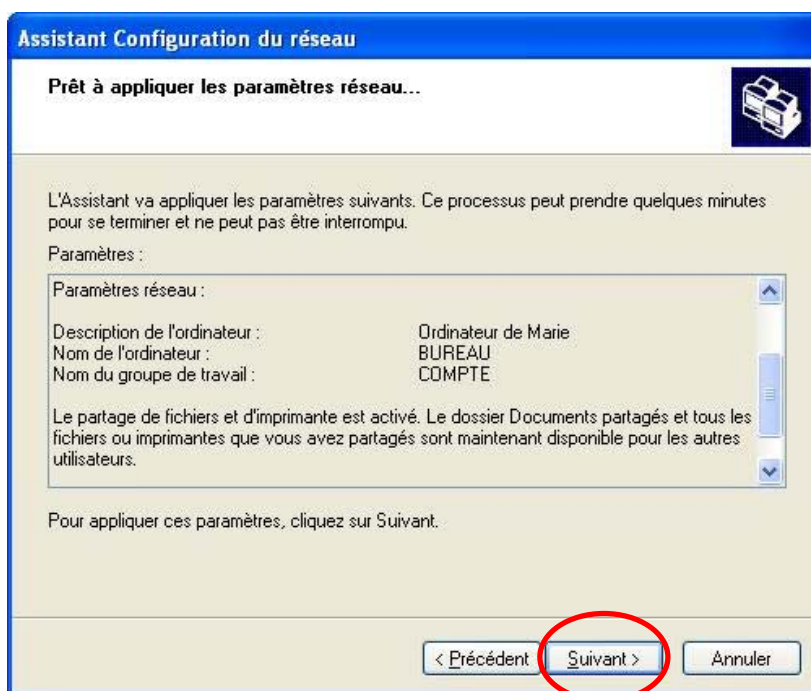 Assistant Configuration du réseau
Prêt à appliquer les paramètres réseau...
L'Assistant va appliquer les paramètres suivants. Ce processus peut prendre quelques minutes
pour se terminer et ne peut pas être interrompu.
Paramètres :
Paramètres réseau :
Description de l'ordinateur : Ordinateur de Marie
Nom de l'ordinateur : BUREAU
Nom du groupe de travail : COMPTE
Le partage de fichiers et d'imprimante est activé. Le dossier Documents partagés et tous les
fichiers ou imprimantes que vous avez partagés sont maintenant disponible pour les autres
utilisateurs.
Pour appliquer ces paramètres, cliquez sur Suivant.
< Précédent Suivant > Annuler